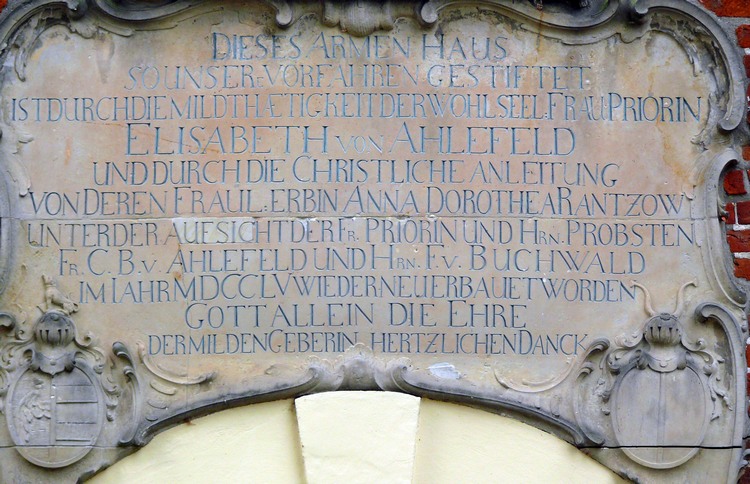 DIESES ARMEN HAUS
SO UNSERE VORFAHREN GESTIFTET
IST DURCH DIE MILDTHÆTIGKEIT DER WOHLSEEL. FRAU PRIORIN
ELISABETH VON AHLEFELD
UND DURCH DIE CHRISTLICHE ANLEITUNG
VON DEREN FRAUL. ERBIN ANNA DOROTHEA RANTZOW
UNTER DER AUFSICHT DER FR. PRIORIN UND HRN. PROBSTEN
FR. C. B. v. AHLEFELD UND HRN. F. v. BUCHWALD
IM IAHR MDCCLV WIEDER NEU ERBAUET WORDEN
GOTT ALLEIN DIE EHRE
DER MILDEN GEBERIN HERTZLICHEN DANCK